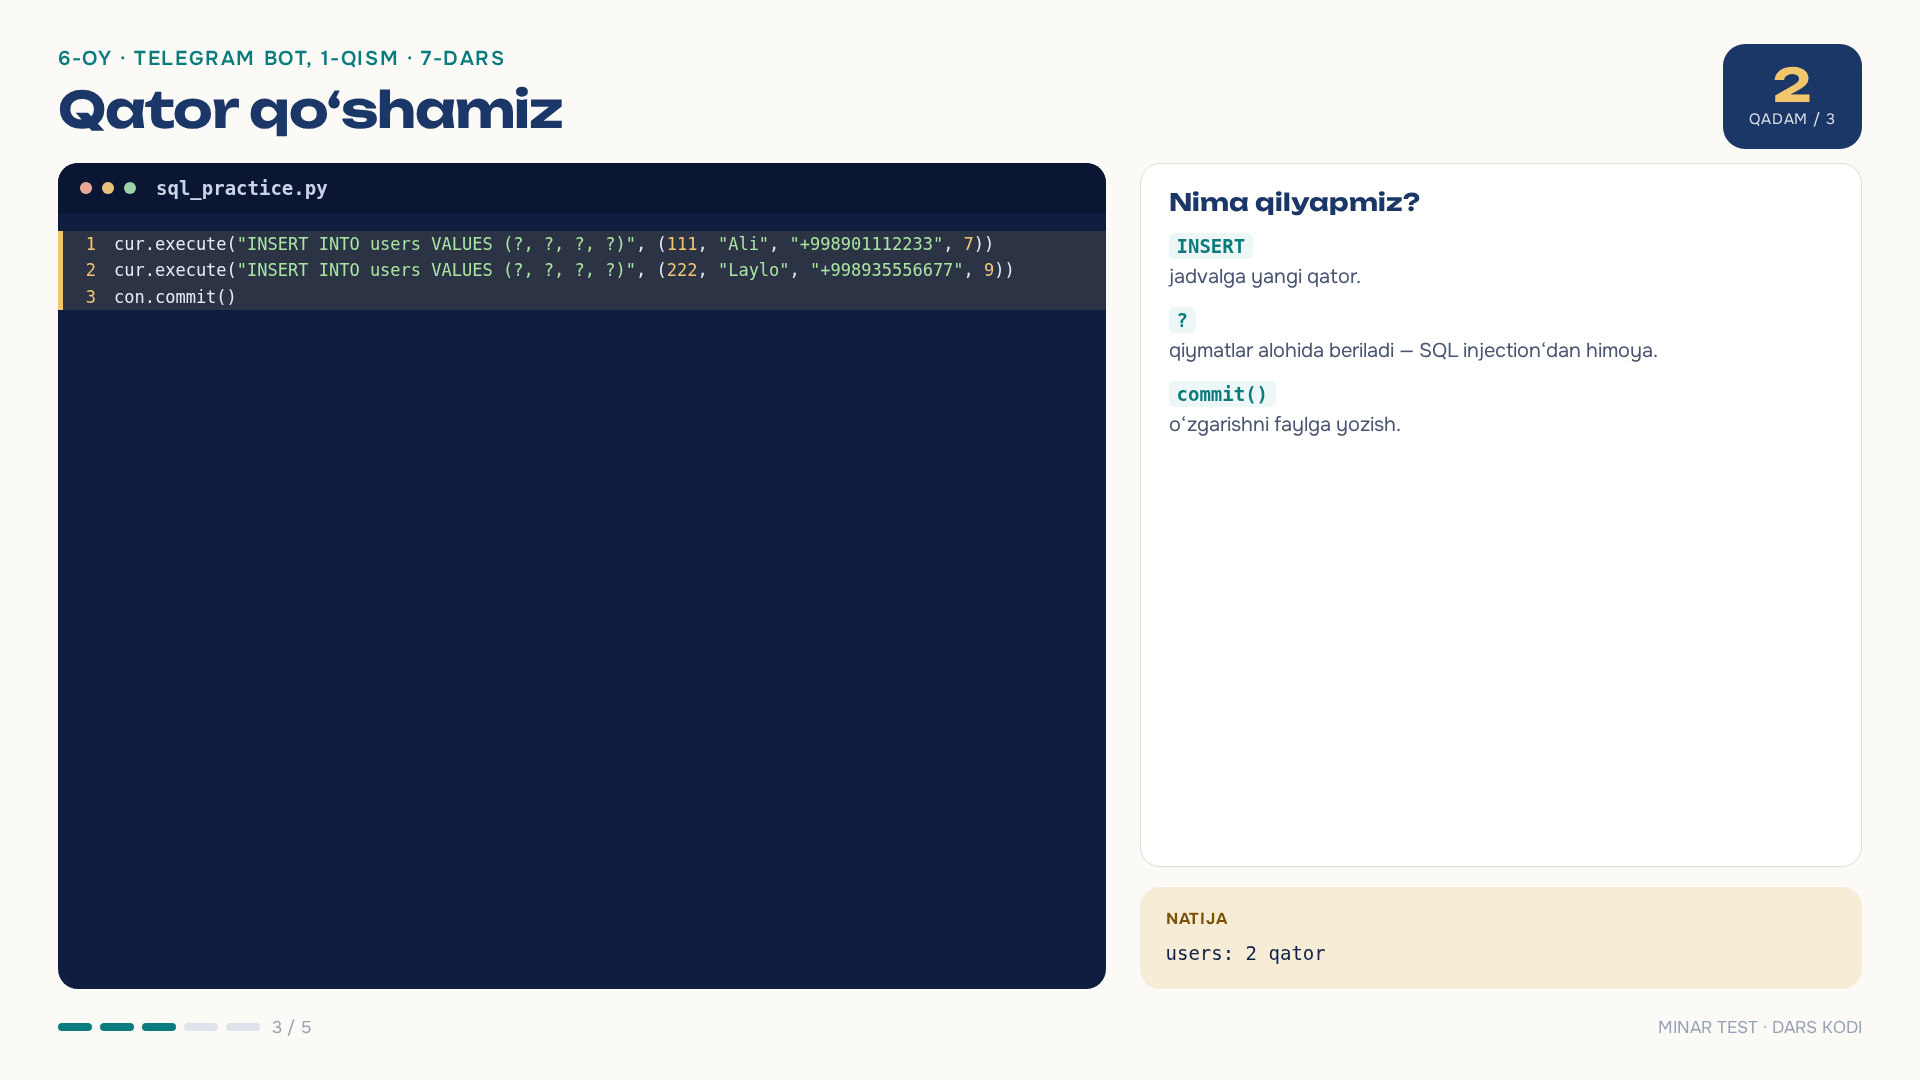 6-OY · TELEGRAM BOT, 1-QISM · 7-DARS
Qator qo‘shamiz
2
QADAM / 3
sql_practice.py
1 cur.execute("INSERT INTO users VALUES (?, ?, ?, ?)", (111, "Ali", "+998901112233", 7))
2 cur.execute("INSERT INTO users VALUES (?, ?, ?, ?)", (222, "Laylo", "+998935556677", 9))
3 con.commit()
Nima qilyapmiz?
INSERT
jadvalga yangi qator.
?
qiymatlar alohida beriladi — SQL injection‘dan himoya.
commit()
o‘zgarishni faylga yozish.
NATIJA
users: 2 qator
3 / 5
MINAR TEST · DARS KODI